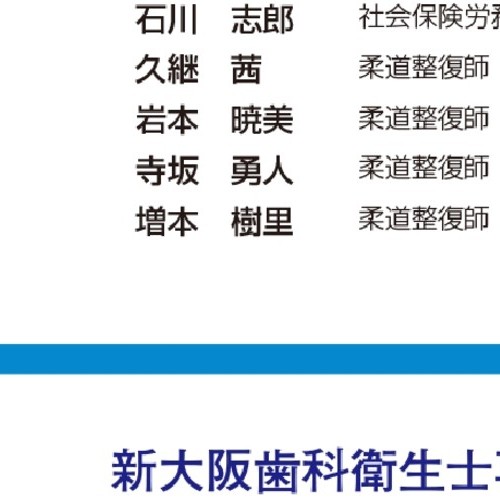 石川 志郎 社会保険労務
久継 茜 柔道整復師
岩本 暁美 柔道整復師
寺坂 勇人 柔道整復師
増本 樹里 柔道整復師
新大阪歯科衛生士